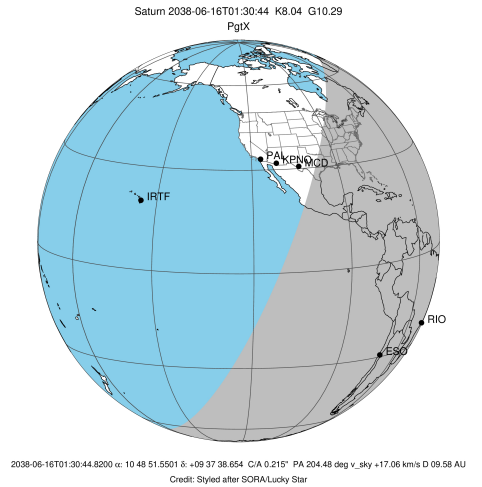 Saturn 2038-06-16T01:30:44 K8.04 G10.29
PgtX
PAL
KPNO
MCD
IRTF
RIO
ESO
2038-06-16T01:30:44.8200 α: 10 48 51.5501 δ: +09 37 38.654 C/A 0.215" PA 204.48 deg v_sky +17.06 km/s D 09.58 AU
Credit: Styled after SORA/Lucky Star